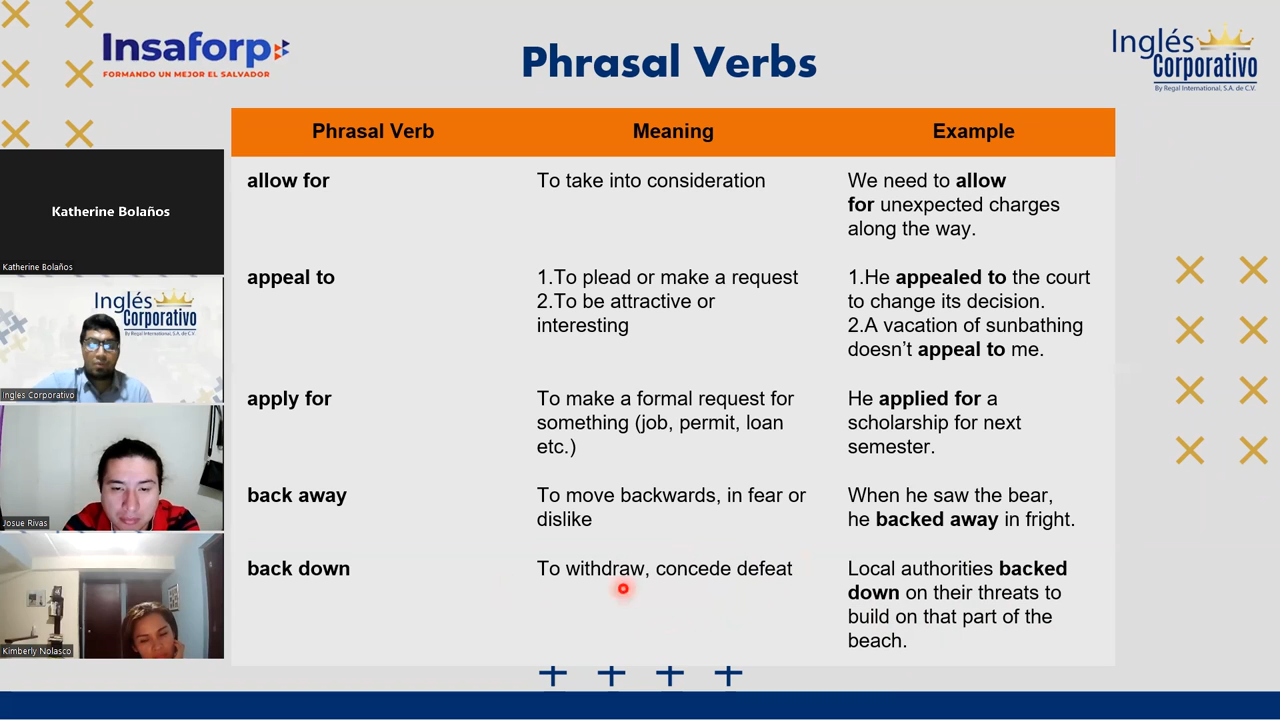 Insaforp
FORMANDO UN MEJOR EL SALVADOR
Phrasal Verbs
Inglés
Corporativo
By Regal International, S.A. de C.V.
Phrasal Verb
Meaning
Example
allow for
To take into consideration
We need to allow
for unexpected charges
along the way.
appeal to
1.To plead or make a request
2.To be attractive or
interesting
1.He appealed to the court
to change its decision.
2.A vacation of sunbathing
doesn't appeal to me.
apply for
To make a formal request for
something (job, permit, loan
etc.)
He applied for a
scholarship for next
semester.
back away
To move backwards, in fear or
dislike
When he saw the bear,
he backed away in fright.
back down
To withdraw, concede defeat
Local authorities backed
down on their threats to
build on that part of the
beach.
Katherine Bolaños
Katherine Bolaños
Inglés
Corporativo
By Regal International, S.A. de C.V.
Ingles Corporativo
Josue Rivas
Kimberly Nolasco